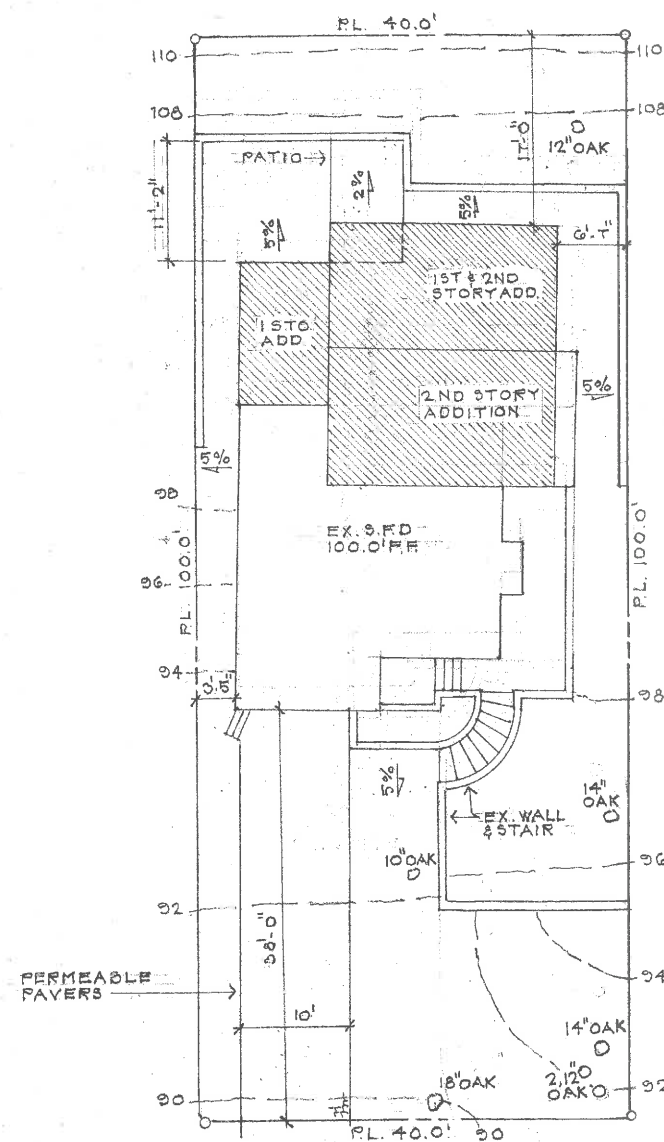 P.L. 40.0'
110
110
108
108
17'-0"
12" OAK
PATIO
11'-2"
2%
5%
5%
6'-7"
1ST & 2ND
STORY ADD.
1 STO
ADD.
5%
2ND STORY
ADDITION
5%
98
EX. S.F.D
100.0' F.F.
P.L. 100.0'
P.L. 100.0'
96
94
98
5%
14"
OAK
EX. WALL
& STAIR
10" OAK
96
92
38'-0"
94
PERMEABLE
PAVERS
10'
14" OAK
2,12"
OAK
92
18" OAK
90
90
P.L. 40.0'